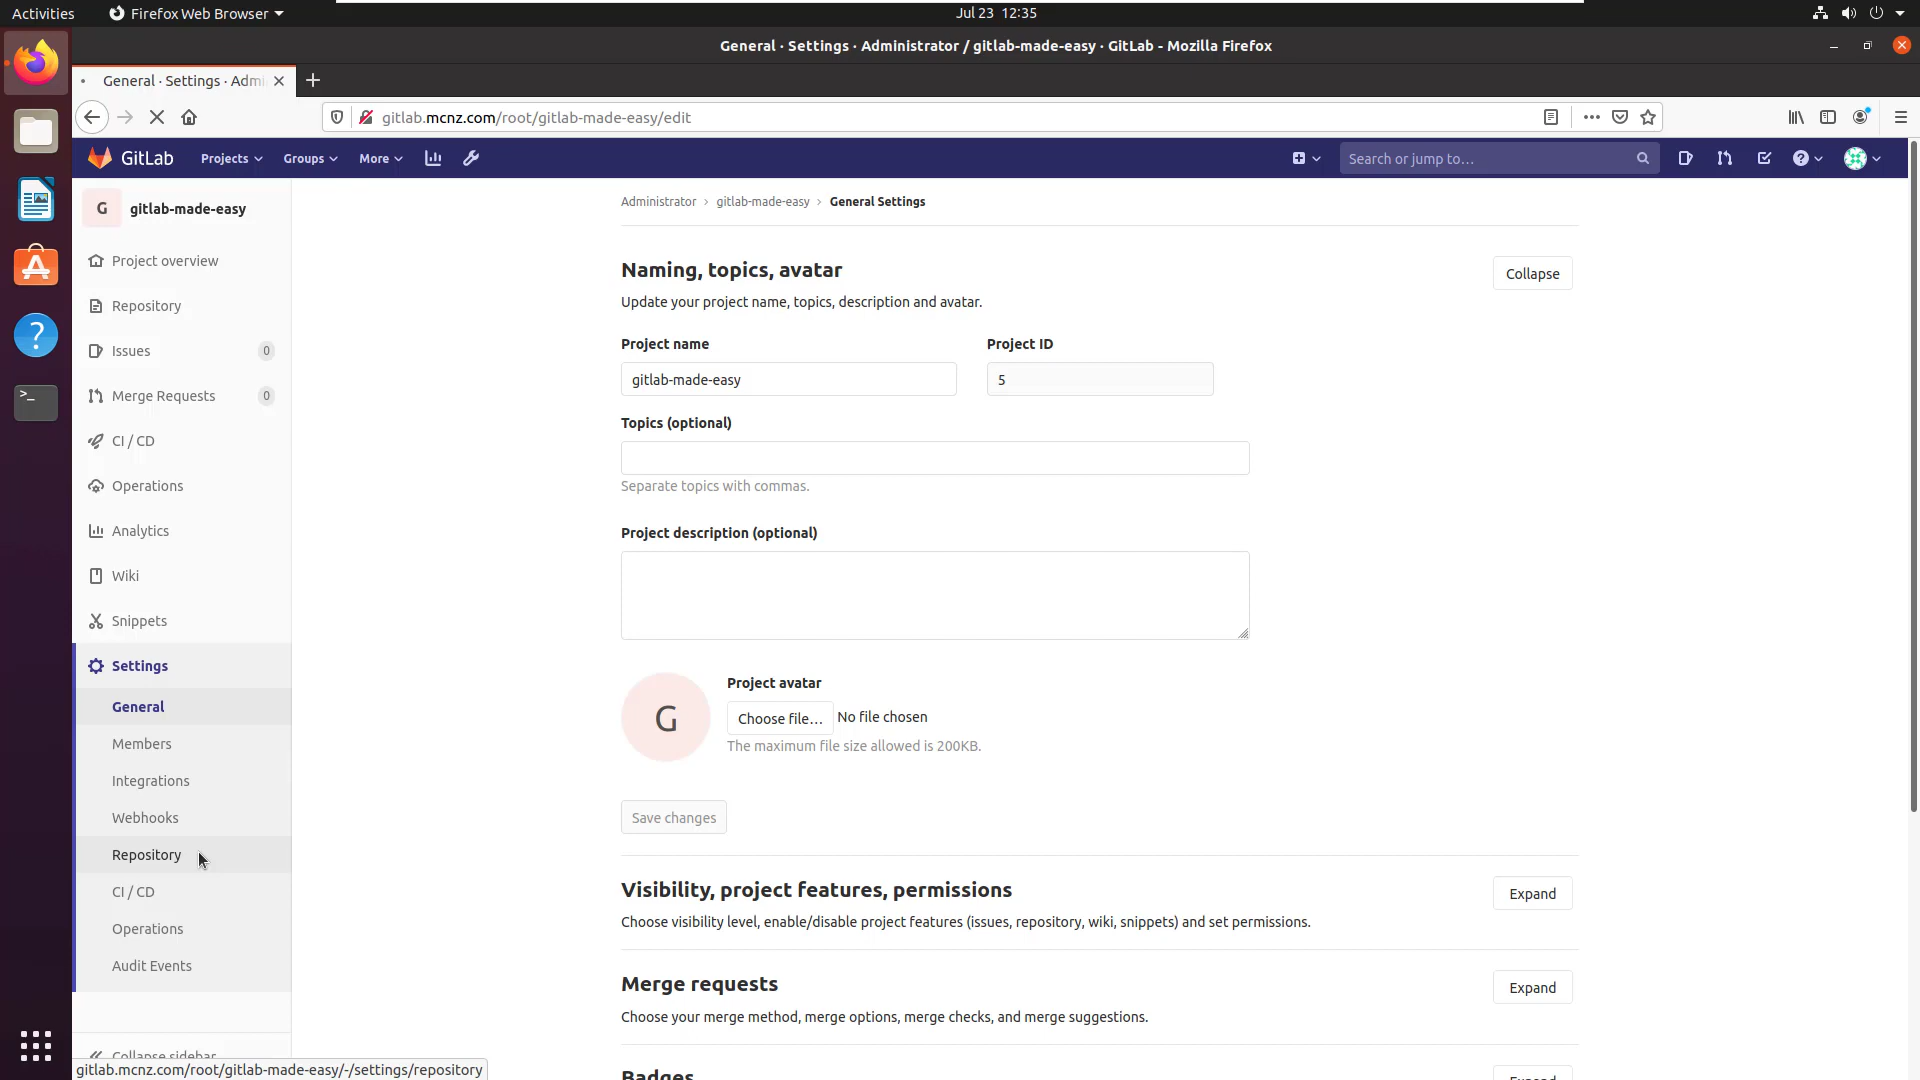 Activities
Firefox Web Browser
Jul 23 12:35
General · Settings · Administrator / gitlab-made-easy · GitLab - Mozilla Firefox
General · Settings · Admi
gitlab.mcnz.com/root/gitlab-made-easy/edit
GitLab
Projects
Groups
More
Search or jump to…
G
gitlab-made-easy
Project overview
Repository
Issues
0
Merge Requests
0
CI / CD
Operations
Analytics
Wiki
Snippets
Settings
General
Members
Integrations
Webhooks
Repository
CI / CD
Operations
Audit Events
Collapse sidebar
gitlab.mcnz.com/root/gitlab-made-easy/-/settings/repository
Administrator › gitlab-made-easy › General Settings
Naming, topics, avatar
Collapse
Update your project name, topics, description and avatar.
Project name
Project ID
gitlab-made-easy
5
Topics (optional)
Separate topics with commas.
Project description (optional)
G
Project avatar
Choose file...
No file chosen
The maximum file size allowed is 200KB.
Save changes
Visibility, project features, permissions
Expand
Choose visibility level, enable/disable project features (issues, repository, wiki, snippets) and set permissions.
Merge requests
Expand
Choose your merge method, merge options, merge checks, and merge suggestions.
Badges
Expand